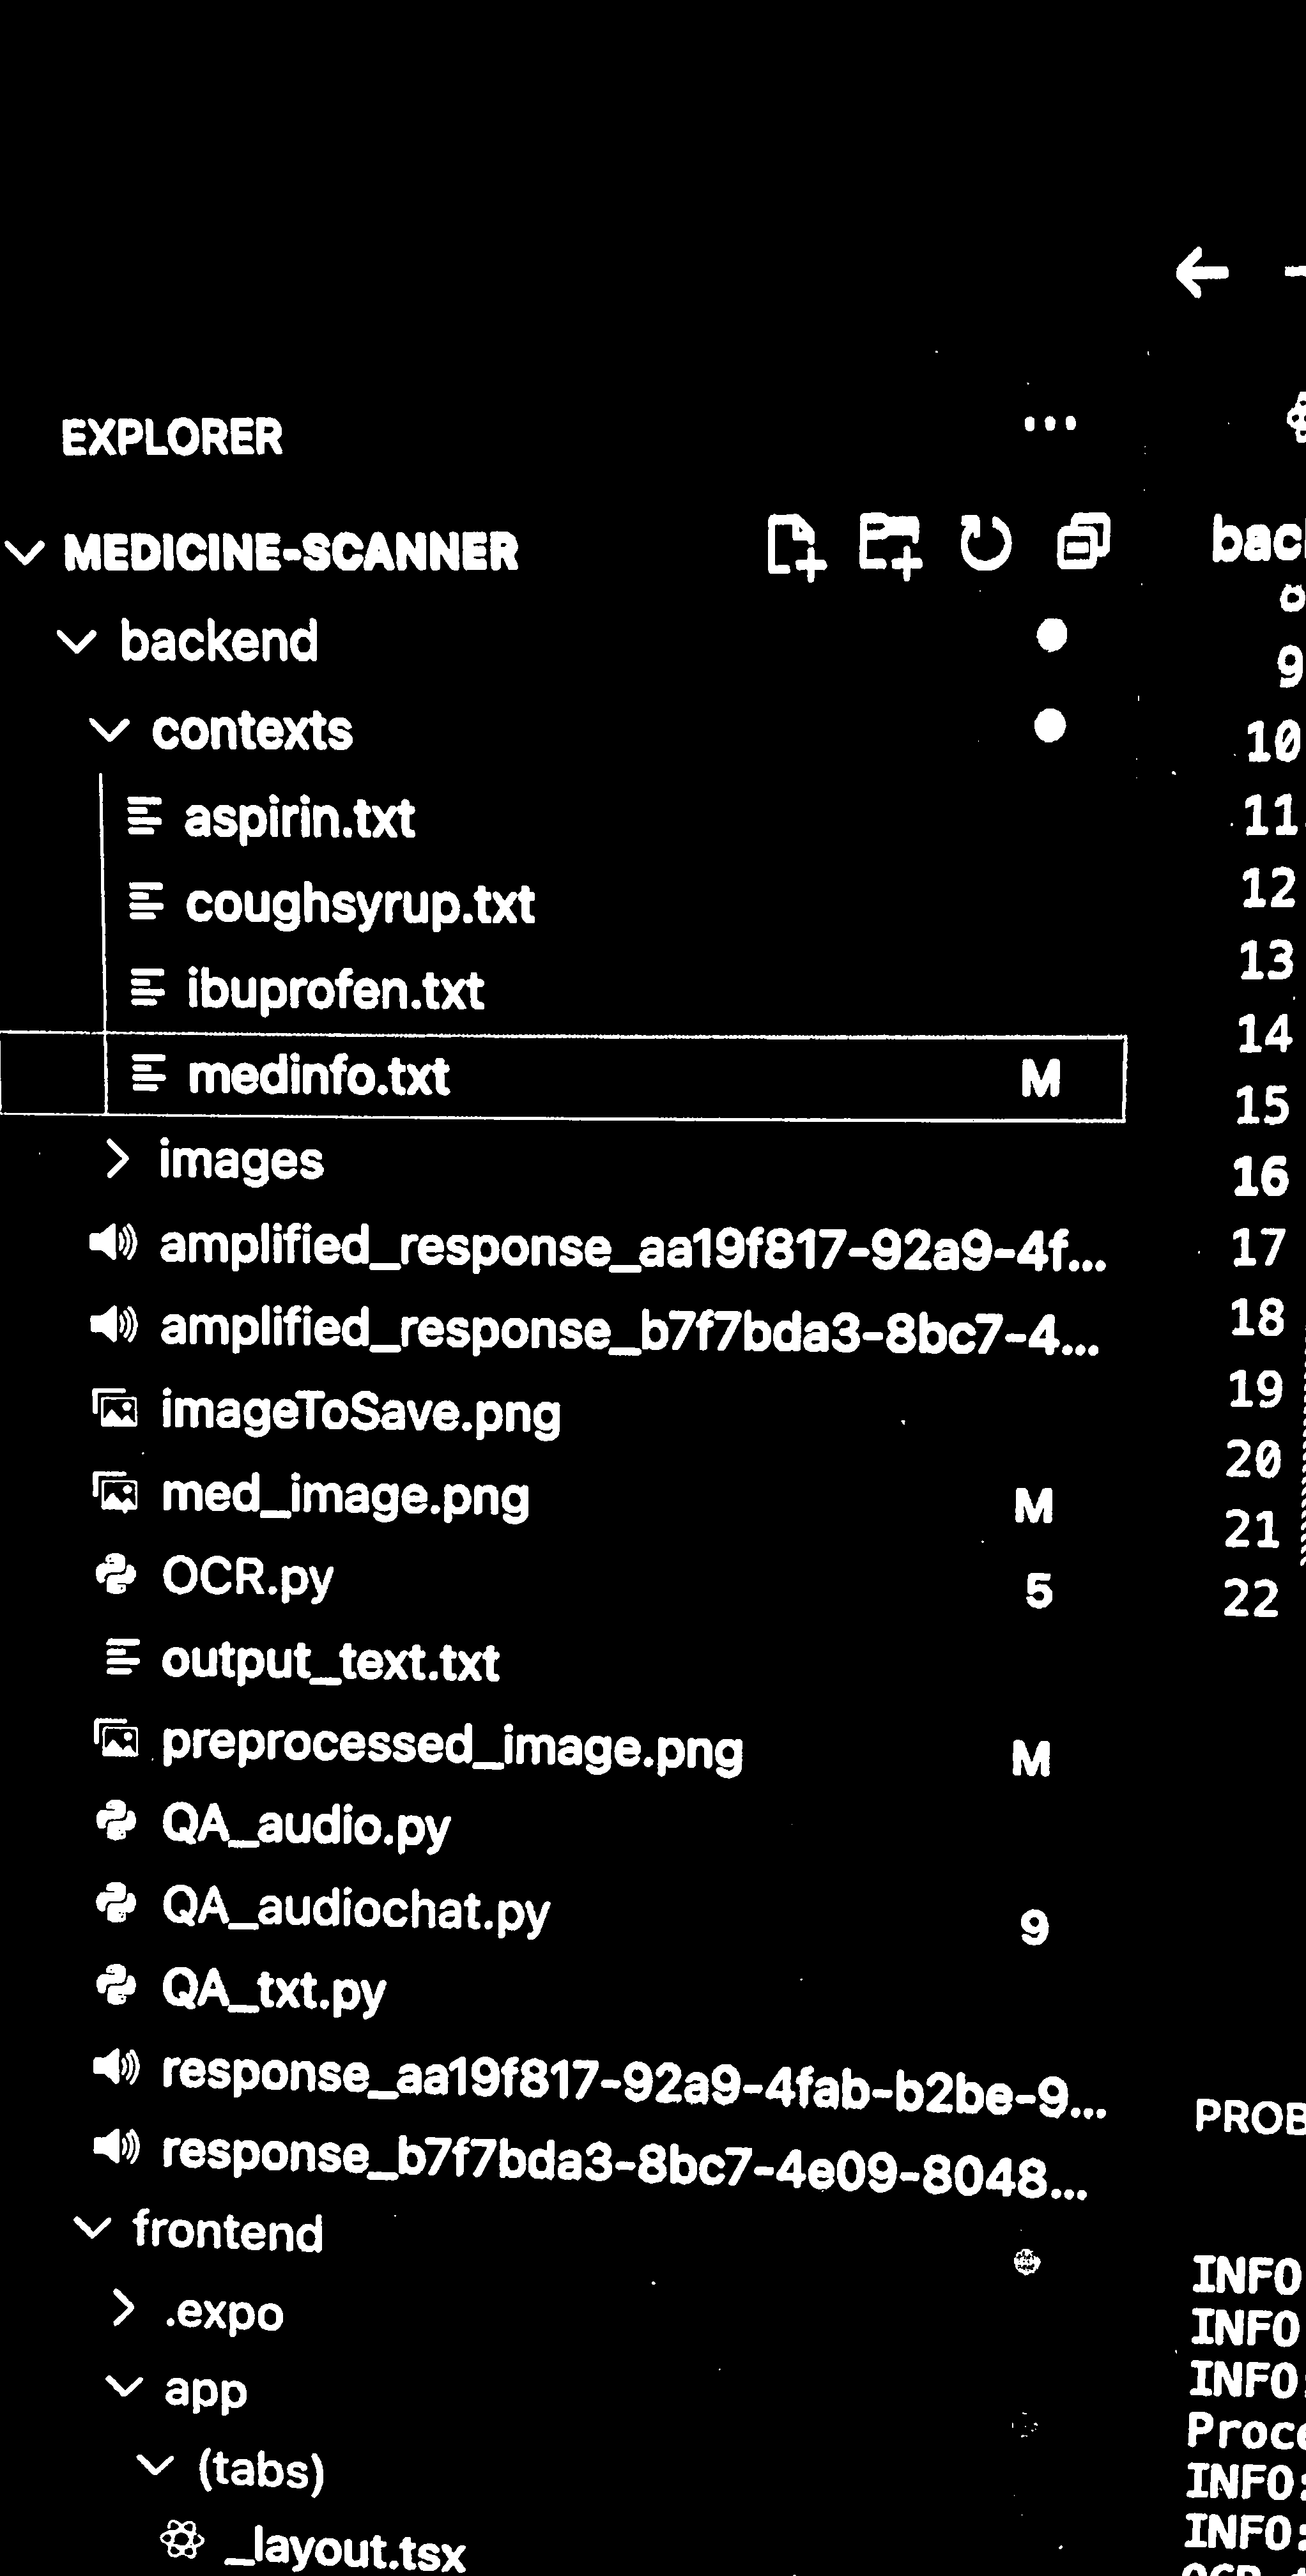 EXPLORER
MEDICINE-SCANNER
backend
contexts
aspirin.txt
coughsyrup.txt
ibuprofen.txt
medinfo.txt M
images
amplified_response_aa19f817-92a9-4f...
amplified_response_b7f7bda3-8bc7-4...
imageToSave.png
med_image.png M
OCR.py 5
output_text.txt
preprocessed_image.png M
QA_audio.py
QA_audiochat.py 9
QA_txt.py
response_aa19f817-92a9-4fab-b2be-9...
response_b7f7bda3-8bc7-4e09-8048...
frontend
.expo
app
(tabs)
_layout.tsx
9
10
11
12
13
14
15
16
17
18
19
20
21
22
PROB
INFO
INFO
INFO:
Proce
INFO:
INFO: